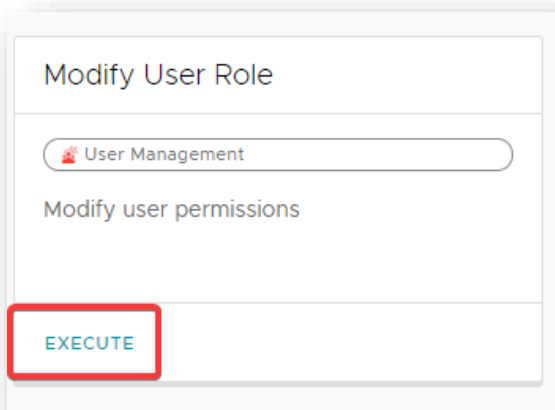 Modify User Role
User Management
Modify user permissions
EXECUTE